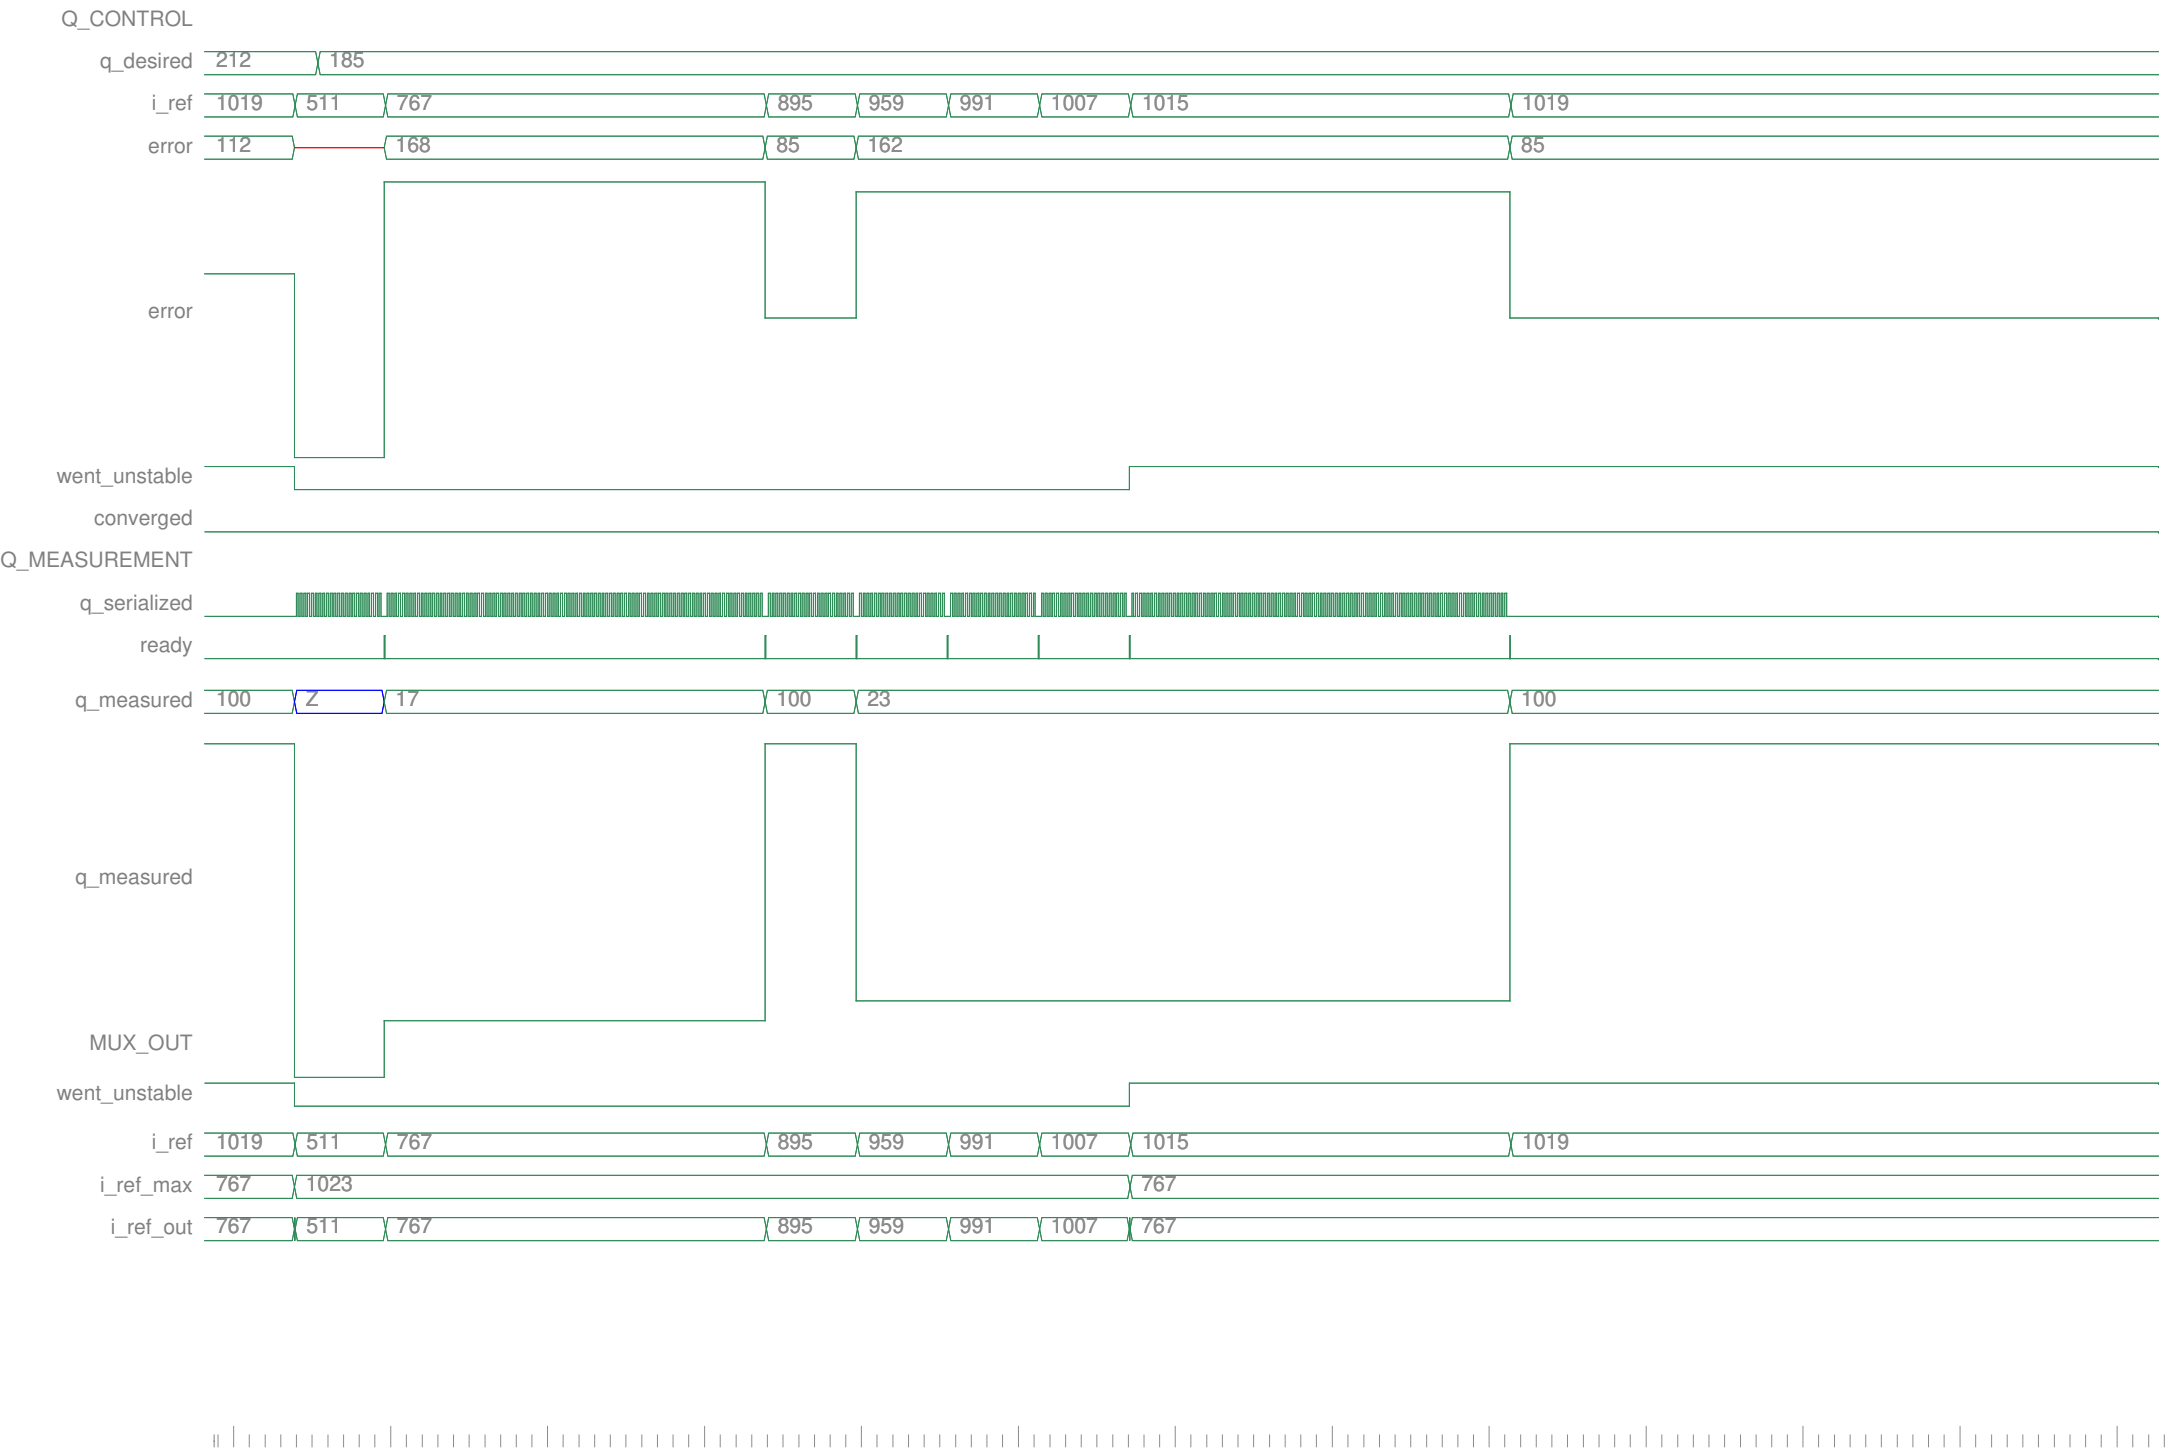 Q_CONTROL
q_desired 212 185
i_ref 1019 511 767 895 959 991 1007 1015 1019
error 112 168 85 162 85
error
went_unstable
converged
Q_MEASUREMENT
q_serialized
ready
q_measured 100 Z 17 100 23 100
q_measured
MUX_OUT
went_unstable
i_ref 1019 511 767 895 959 991 1007 1015 1019
i_ref_max 767 1023 767
i_ref_out 767 511 767 895 959 991 1007 767